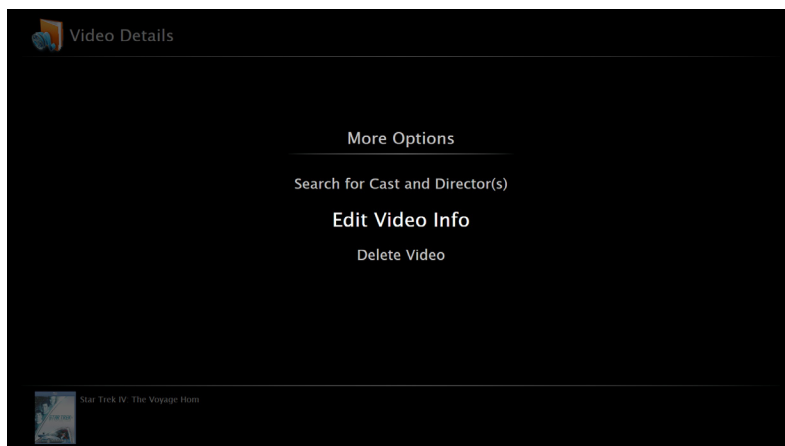 Video Details
More Options
Search for Cast and Director(s)
Edit Video Info
Delete Video
Star Trek IV: The Voyage Hom